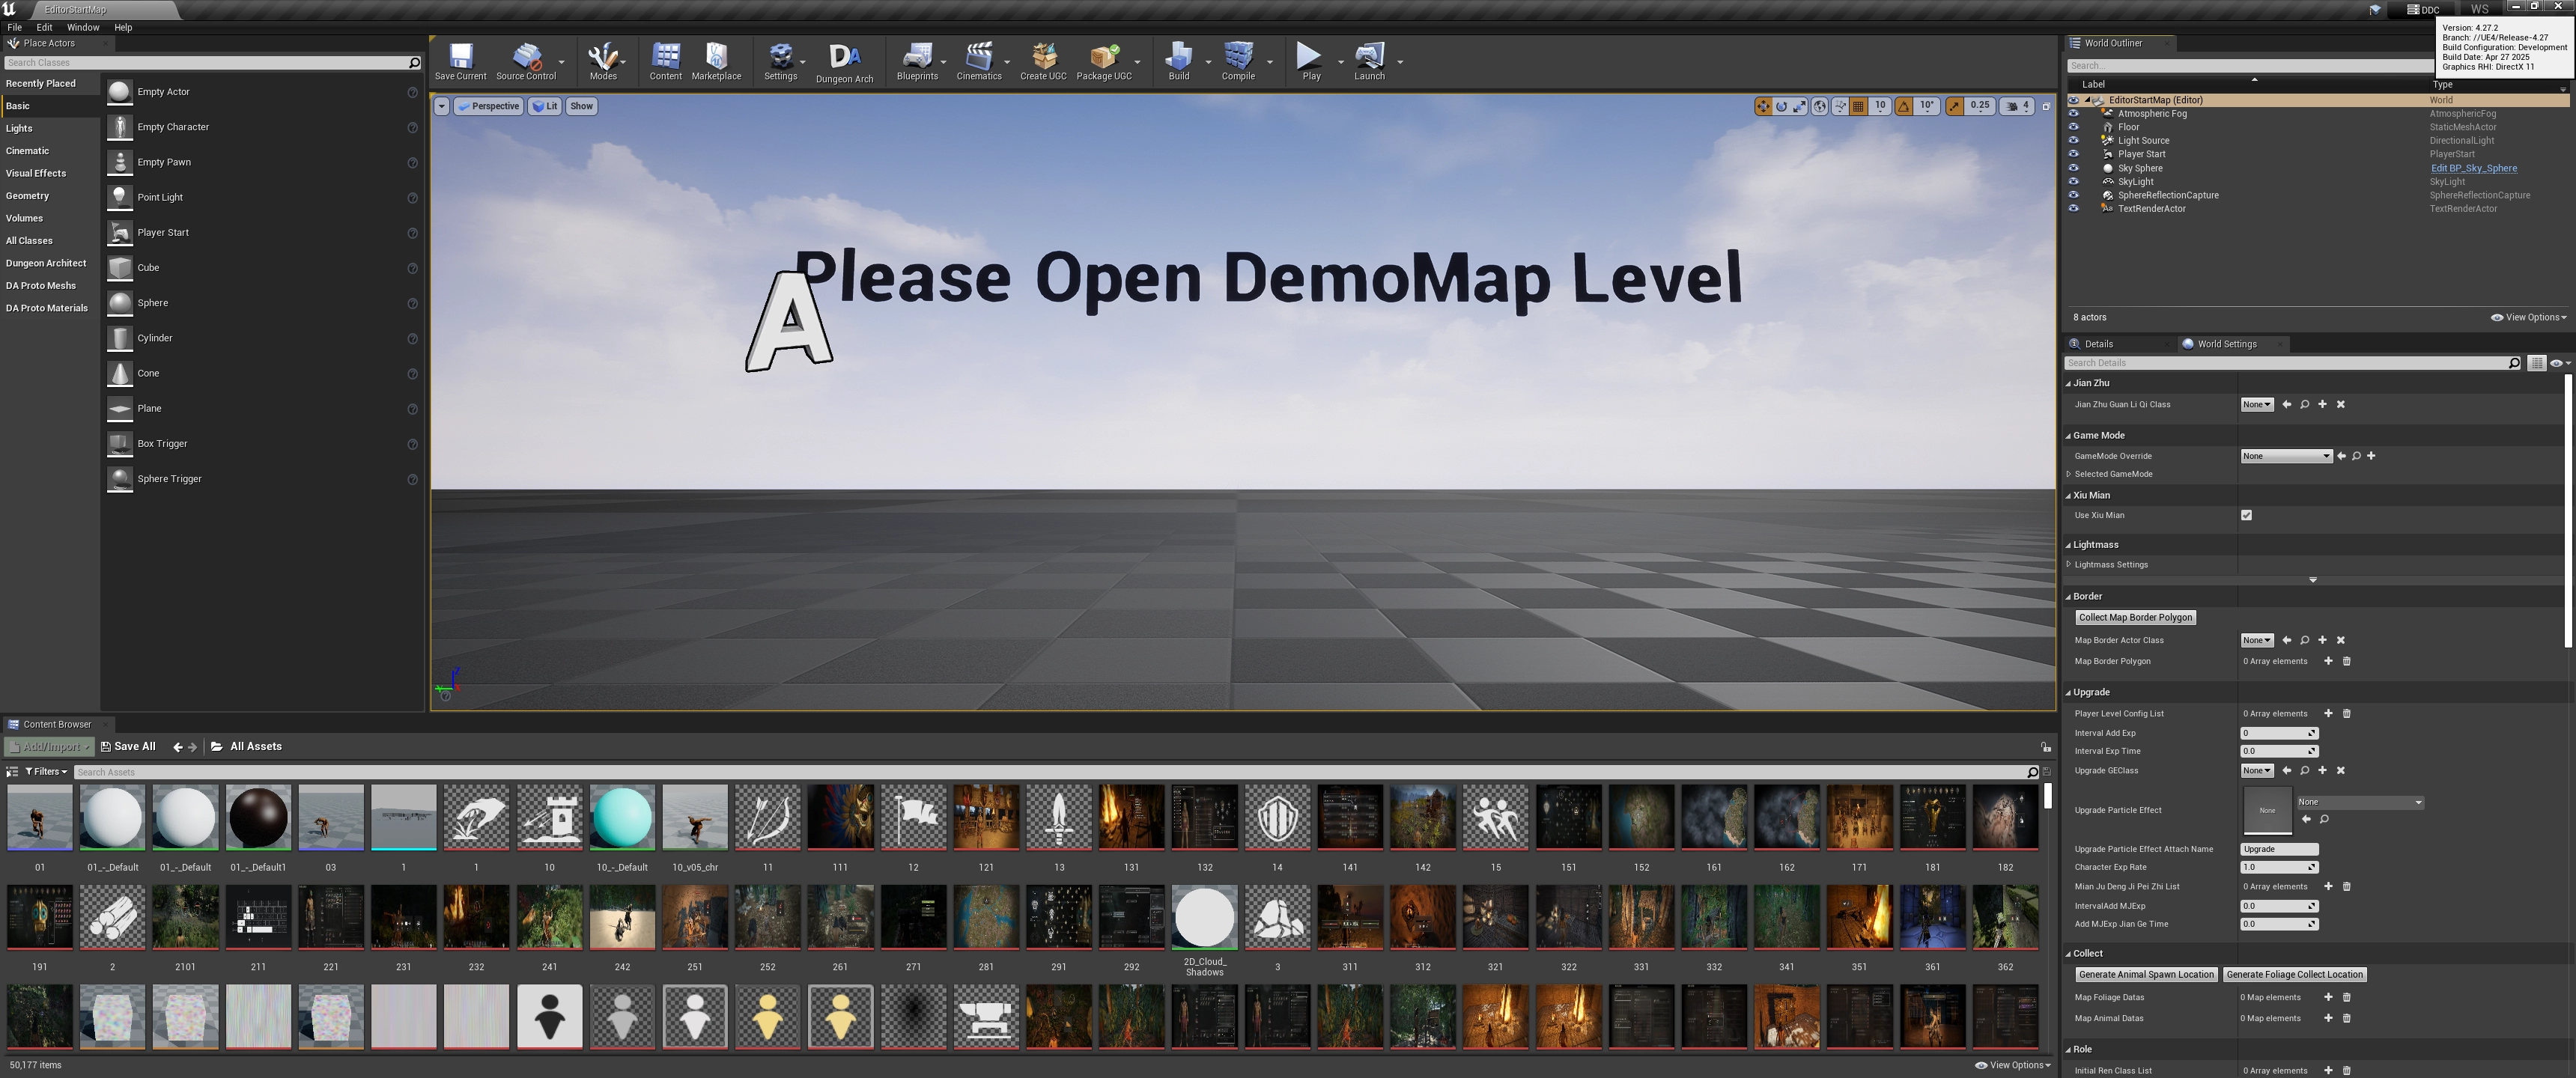 EditorStartMap
DDC
WS
File Edit Window Help
Version: 4.27.2
Branch: //UE4/Release-4.27
Build Configuration: Development
Build Date: Apr 27 2025
Graphics RHI: DirectX 11
Place Actors
Search Classes
Recently Placed
Basic
Lights
Cinematic
Visual Effects
Geometry
Volumes
All Classes
Dungeon Architect
DA Proto Meshs
DA Proto Materials
Empty Actor
Empty Character
Empty Pawn
Point Light
Player Start
Cube
Sphere
Cylinder
Cone
Plane
Box Trigger
Sphere Trigger
Save Current Source Control Modes Content Marketplace Settings Dungeon Arch Blueprints Cinematics Create UGC Package UGC Build Compile Play Launch
Perspective Lit Show
10 10° 0.25 4
Please Open DemoMap Level
A
World Outliner
Search...
Label Type
EditorStartMap (Editor) World
Atmospheric Fog AtmosphericFog
Floor StaticMeshActor
Light Source DirectionalLight
Player Start PlayerStart
Sky Sphere Edit BP_Sky_Sphere
SkyLight SkyLight
SphereReflectionCapture SphereReflectionCapture
TextRenderActor TextRenderActor
8 actors View Options
Details World Settings
Search Details
Jian Zhu
Jian Zhu Guan Li Qi Class None
Game Mode
GameMode Override None
Selected GameMode
Xiu Mian
Use Xiu Mian
Lightmass
Lightmass Settings
Border
Collect Map Border Polygon
Map Border Actor Class None
Map Border Polygon 0 Array elements
Upgrade
Player Level Config List 0 Array elements
Interval Add Exp 0
Interval Exp Time 0.0
Upgrade GEClass None
Upgrade Particle Effect None None
Upgrade Particle Effect Attach Name Upgrade
Character Exp Rate 1.0
Mian Ju Deng Ji Pei Zhi List 0 Array elements
IntervalAdd MJExp 0.0
Add MJExp Jian Ge Time 0.0
Collect
Generate Animal Spawn Location Generate Foliage Collect Location
Map Foliage Datas 0 Map elements
Map Animal Datas 0 Map elements
Role
Initial Ren Class List 0 Array elements
Content Browser
Add/Import Save All All Assets
Filters Search Assets
01 01_-_Default 01_-_Default 01_-_Default1 03 1 1 10 10_-_Default 10_v05_chr 11 111 12 121 13 131 132 14 141 142 15 151 152 161 162 171 181 182
191 2 2101 211 221 231 232 241 242 251 252 261 271 281 291 292 2D_Cloud_ 3 311 312 321 331 332 341 351 361 362
Shadows
50,177 items View Options